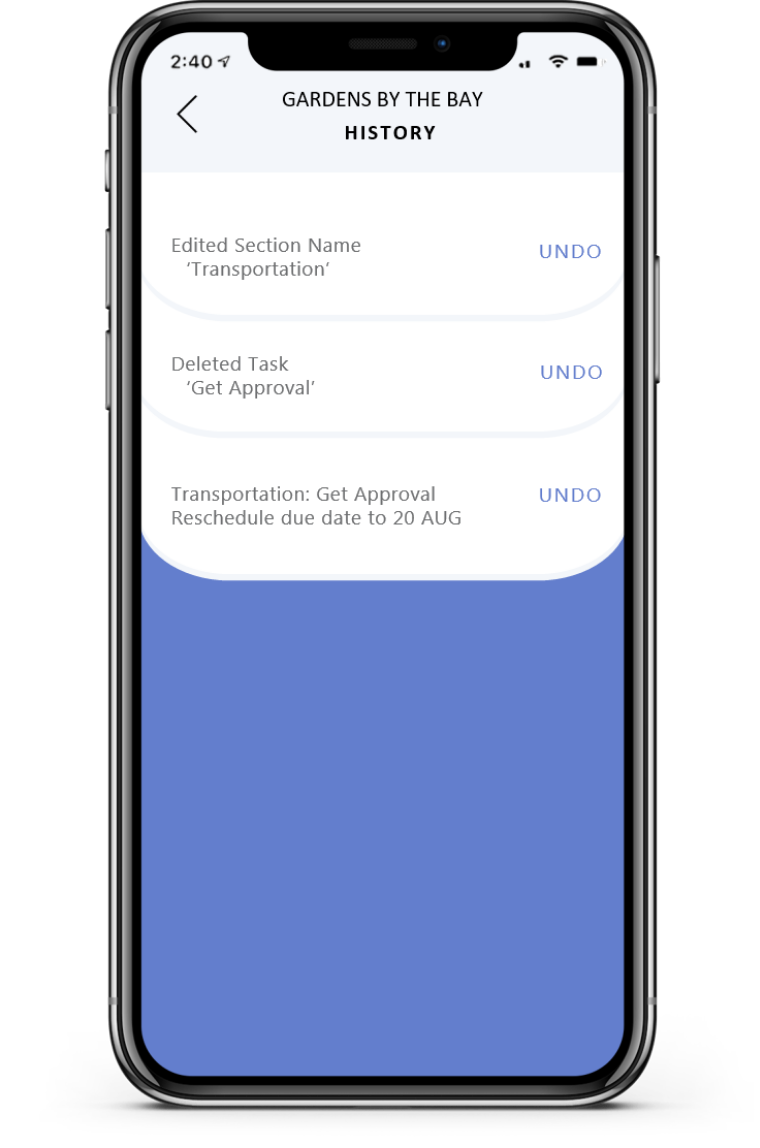 2:40
GARDENS BY THE BAY
HISTORY
Edited Section Name
‘Transportation’
UNDO
Deleted Task
‘Get Approval’
UNDO
Transportation: Get Approval
Reschedule due date to 20 AUG
UNDO